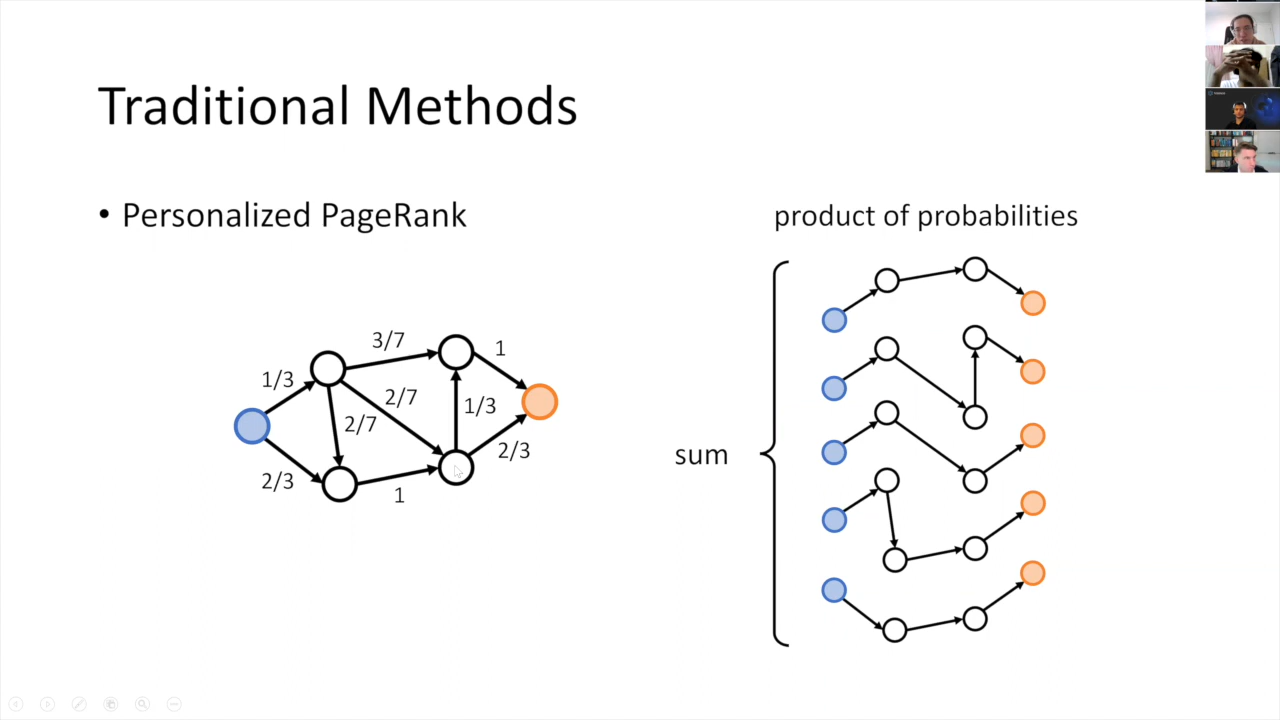 Traditional Methods
• Personalized PageRank
product of probabilities
3/7
1
1/3
2/7
1/3
2/7
2/3
2/3
1
sum